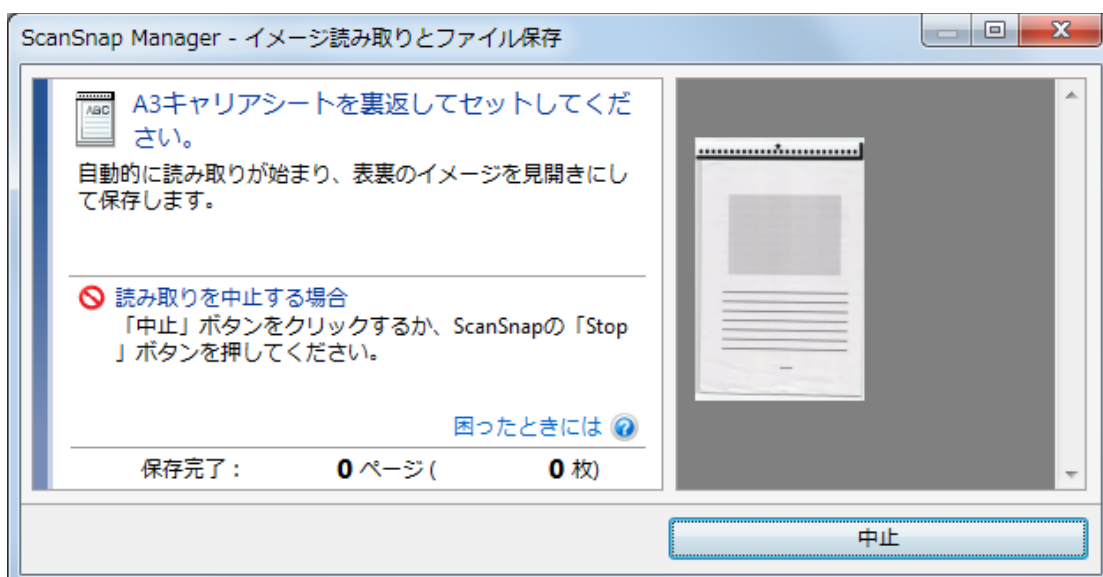 ScanSnap Manager - イメージ読み取りとファイル保存
A3キャリアシートを裏返してセットしてくだ
さい。
自動的に読み取りが始まり、表裏のイメージを見開きにし
て保存します。
読み取りを中止する場合
「中止」ボタンをクリックするか、ScanSnapの「Stop
」ボタンを押してください。
困ったときには
保存完了： 0 ページ ( 0 枚)
中止
ABC